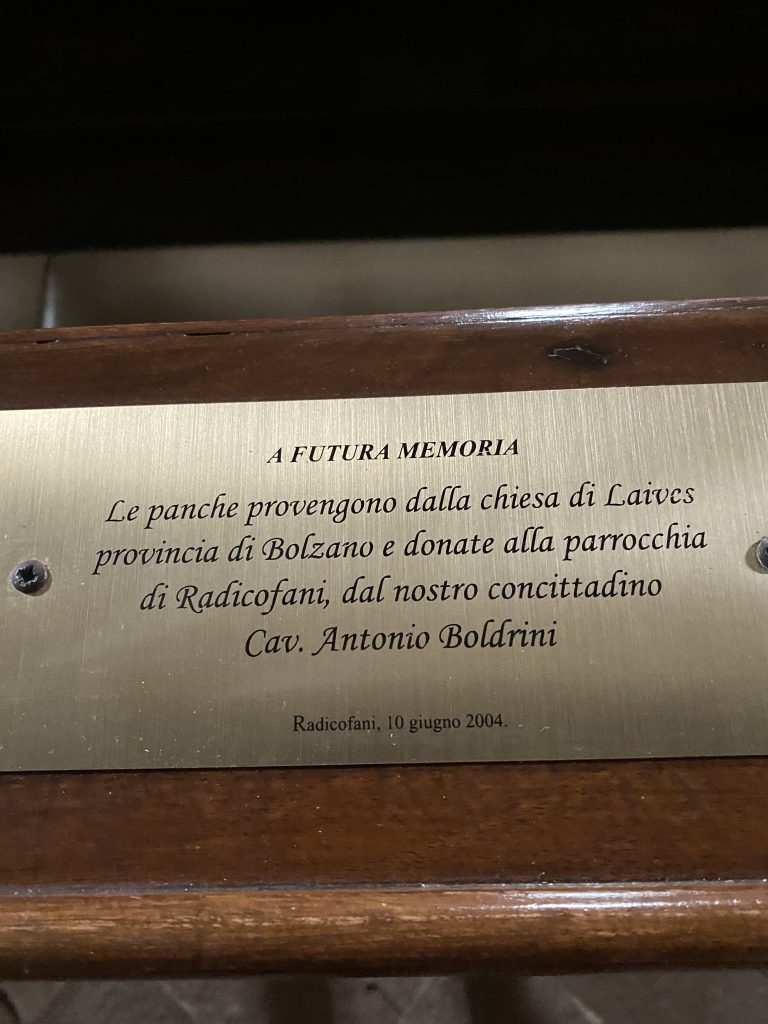 A FUTURA MEMORIA
Le panche provengono dalla chiesa di Laives
provincia di Bolzano e donate alla parrocchia
di Radicofani, dal nostro concittadino
Cav. Antonio Boldrini
Radicofani, 10 giugno 2004.